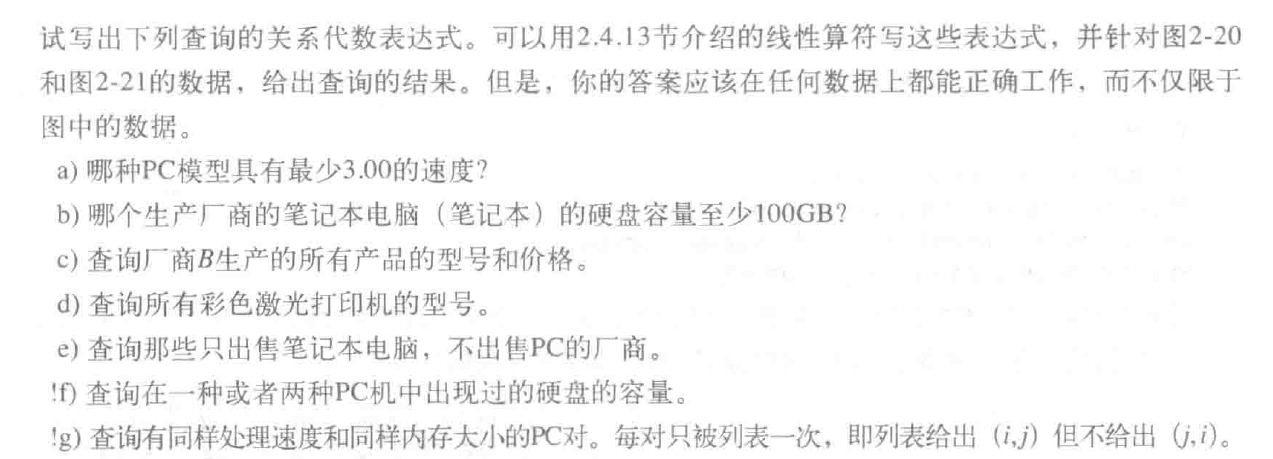 试写出下列查询的关系代数表达式。可以用2.4.13节介绍的线性算符写这些表达式，并针对图2-20
和图2-21的数据，给出查询的结果。但是，你的答案应该在任何数据上都能正确工作，而不仅限于
图中的数据。
a) 哪种PC模型具有最少3.00的速度？
b) 哪个生产厂商的笔记本电脑（笔记本）的硬盘容量至少100GB？
c) 查询厂商B生产的所有产品的型号和价格。
d) 查询所有彩色激光打印机的型号。
e) 查询那些只出售笔记本电脑，不出售PC的厂商。
!f) 查询在一种或者两种PC机中出现过的硬盘的容量。
!g) 查询有同样处理速度和同样内存大小的PC对。每对只被列表一次，即列表给出（i,j）但不给出（j,i）。